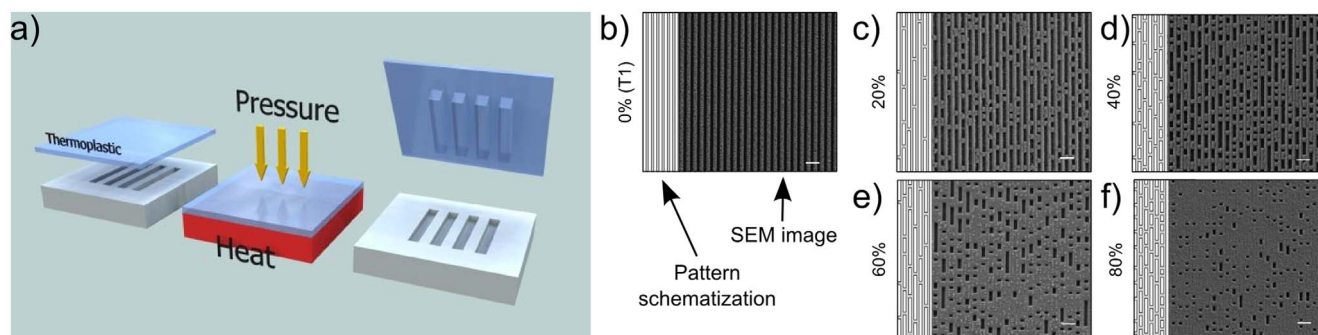 a)
Thermoplastic
Pressure
Heat
b)
0% (T1)
Pattern
schematization
SEM image
c)
20%
d)
40%
e)
60%
f)
80%